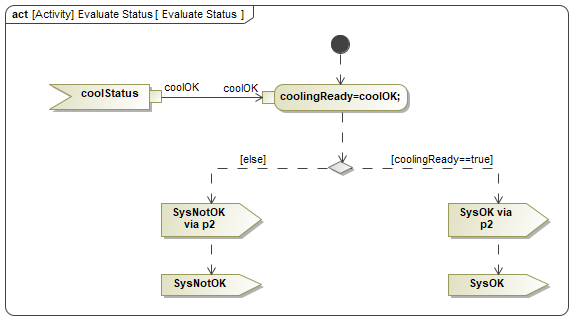 act [Activity] Evaluate Status [ Evaluate Status ]
coolStatus
coolOK
coolOK
coolingReady=coolOK;
[else]
[coolingReady==true]
SysNotOK
via p2
SysOK via
p2
SysNotOK
SysOK